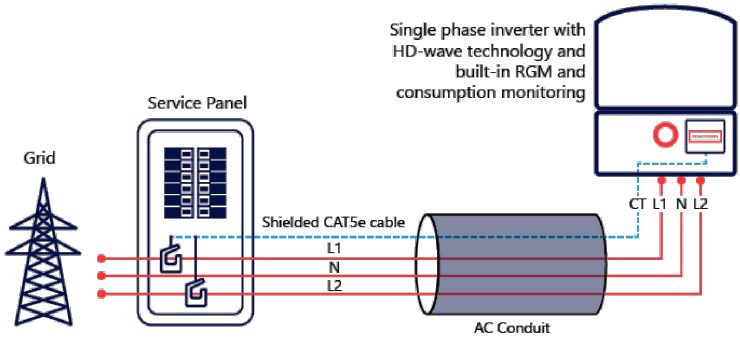 Single phase inverter with
HD-wave technology and
built-in RGM and
consumption monitoring
Service Panel
Grid
CT L1 N L2
Shielded CAT5e cable
L1
N
L2
AC Conduit